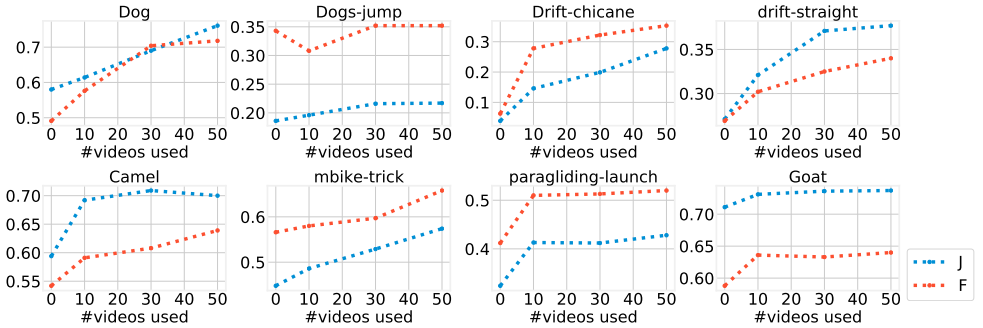 Dog Dogs-jump Drift-chicane drift-straight
0.7 0.35 0.3 0.35
0.6 0.30 0.2 0.30
0.5 0.25 0.1
0.20
0 10 20 30 40 50 0 10 20 30 40 50 0 10 20 30 40 50 0 10 20 30 40 50
#videos used #videos used #videos used #videos used
Camel mbike-trick paragliding-launch Goat
0.70 0.6 0.5 0.70
0.65 0.5 0.4 0.65
0.60 0.60
0.55
0 10 20 30 40 50 0 10 20 30 40 50 0 10 20 30 40 50 0 10 20 30 40 50
#videos used #videos used #videos used #videos used
J
F